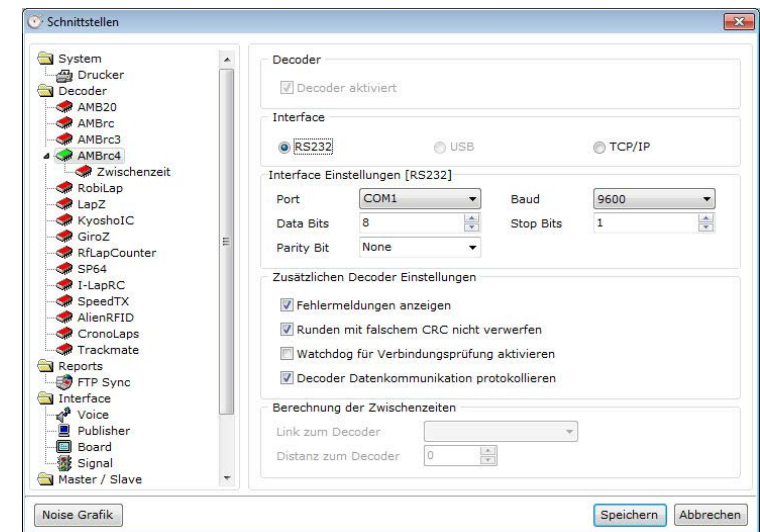 Schnittstellen
System
Drucker
Decoder
AMB20
AMBrc
AMBrc3
AMBrc4
Zwischenzeit
RobiLap
LapZ
KyoshoIC
GiroZ
RfLapCounter
SP64
I-LapRC
SpeedTX
AlienRFID
CronoLaps
Trackmate
Reports
FTP Sync
Interface
Voice
Publisher
Board
Signal
Master / Slave
Decoder
Decoder aktiviert
Interface
RS232 USB TCP/IP
Interface Einstellungen [RS232]
Port COM1 Baud 9600
Data Bits 8 Stop Bits 1
Parity Bit None
Zusätzlichen Decoder Einstellungen
Fehlermeldungen anzeigen
Runden mit falschem CRC nicht verwerfen
Watchdog für Verbindungsprüfung aktivieren
Decoder Datenkommunikation protokollieren
Berechnung der Zwischenzeiten
Link zum Decoder
Distanz zum Decoder 0
Noise Grafik Speichern Abbrechen